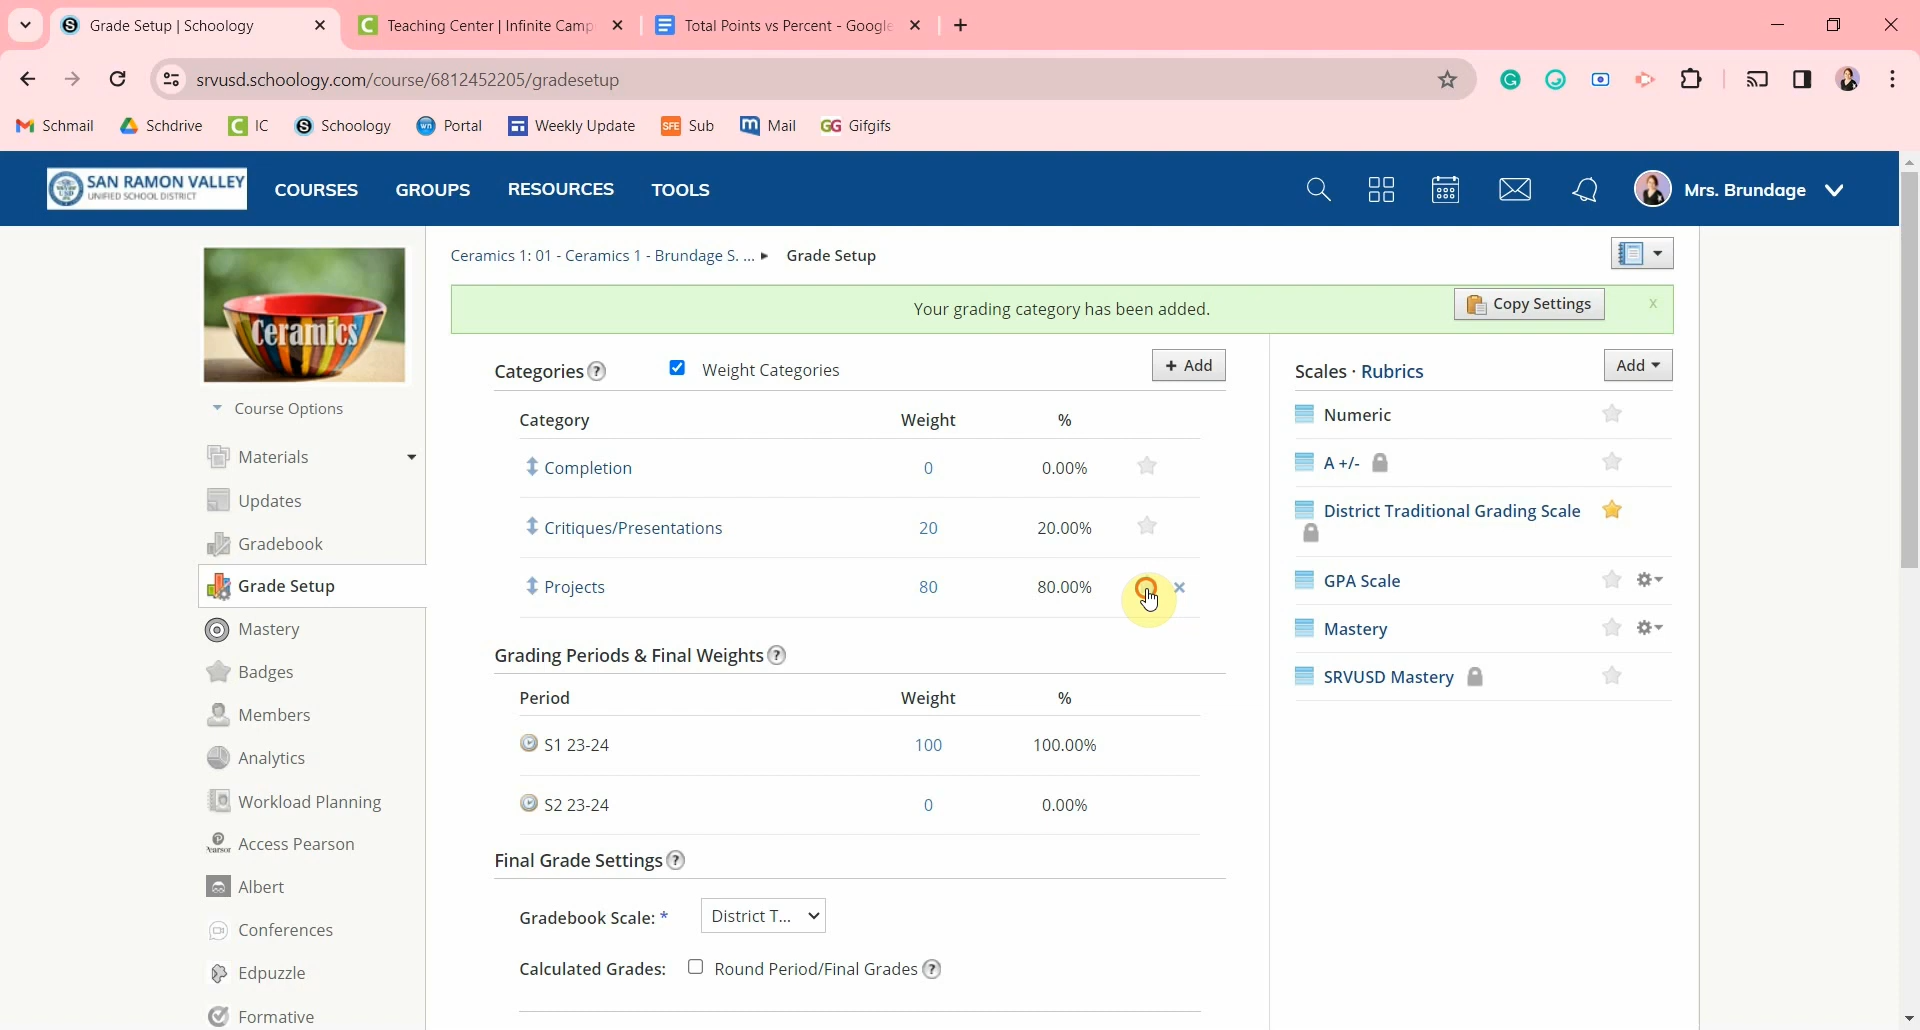 Grade Setup | Schoology
Teaching Center | Infinite Camp
Total Points vs Percent - Google
srvusd.schoology.com/course/6812452205/gradesetup
Schmail
Schdrive
IC
Schoology
Portal
Weekly Update
Sub
Mail
Gifgifs
SAN RAMON VALLEY
UNIFIED SCHOOL DISTRICT
COURSES
GROUPS
RESOURCES
TOOLS
Mrs. Brundage
Ceramics
Course Options
Materials
Updates
Gradebook
Grade Setup
Mastery
Badges
Members
Analytics
Workload Planning
Access Pearson
Albert
Conferences
Edpuzzle
Formative
Ceramics 1: 01 - Ceramics 1 - Brundage S. ... ▸ Grade Setup
Your grading category has been added.
Copy Settings
x
Categories ?
Weight Categories
+ Add
Category Weight %
Completion 0 0.00%
Critiques/Presentations 20 20.00%
Projects 80 80.00%
Grading Periods & Final Weights ?
Period Weight %
S1 23-24 100 100.00%
S2 23-24 0 0.00%
Final Grade Settings ?
Gradebook Scale: * District T...
Calculated Grades: Round Period/Final Grades ?
Scales · Rubrics
Add
Numeric
A +/-
District Traditional Grading Scale
GPA Scale
Mastery
SRVUSD Mastery